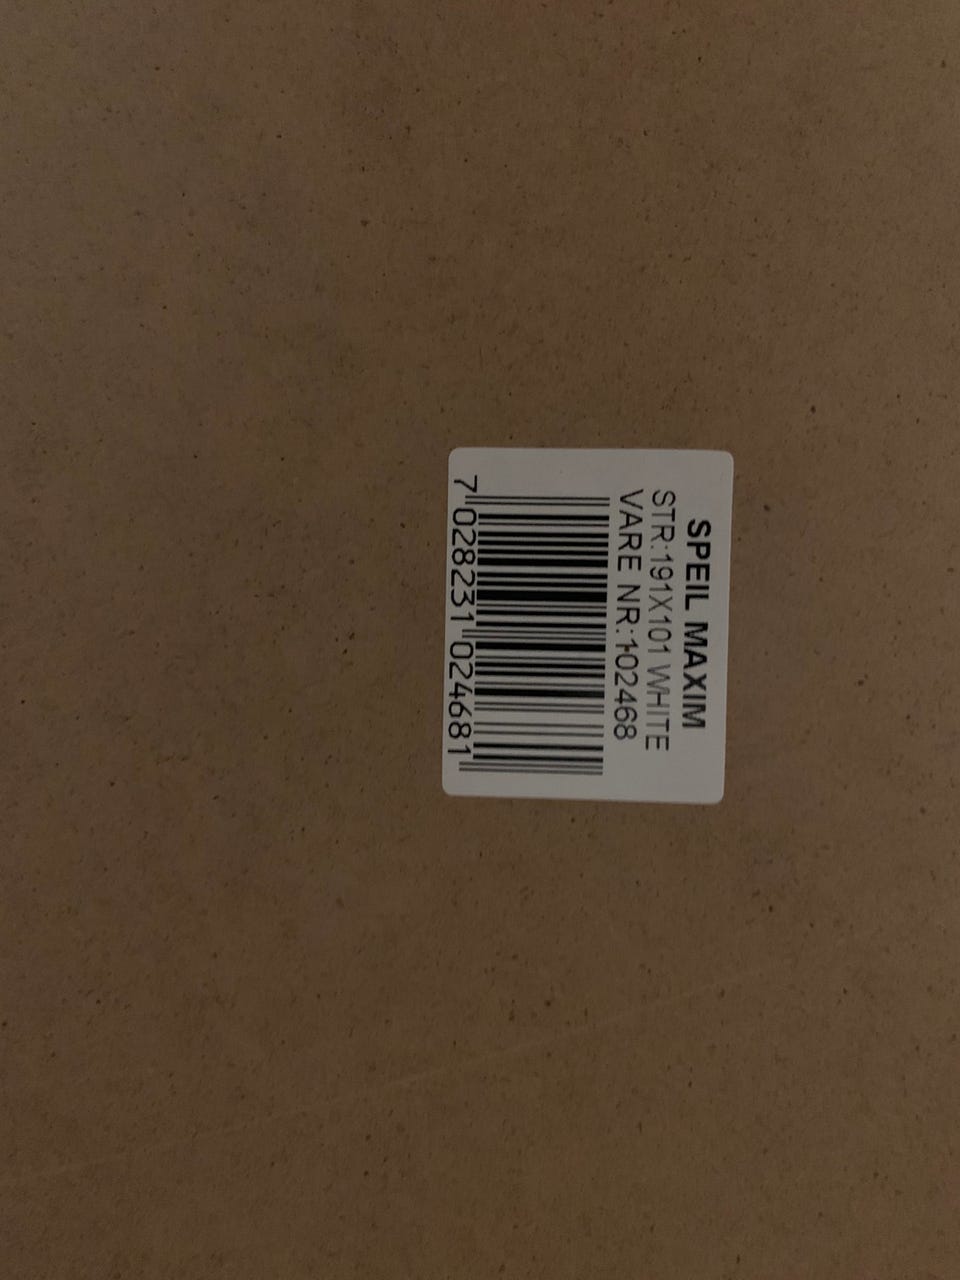 SPEIL MAXIM
STR:191X101 WHITE
VARE NR:102468
7 028231 024681